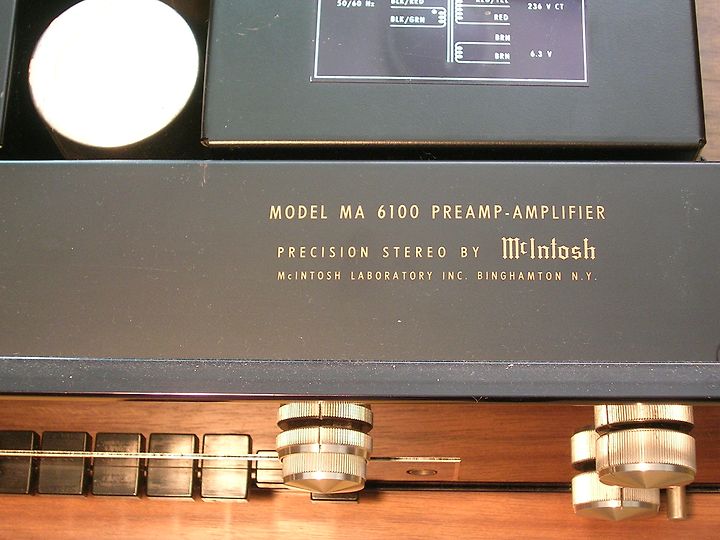 50/60 Hz
BLK/RED
BLK/GRN
RED
236 V CT
BRN
BRN
6.3 V
MODEL MA 6100 PREAMP-AMPLIFIER
PRECISION STEREO BY McIntosh
McINTOSH LABORATORY INC. BINGHAMTON N.Y.